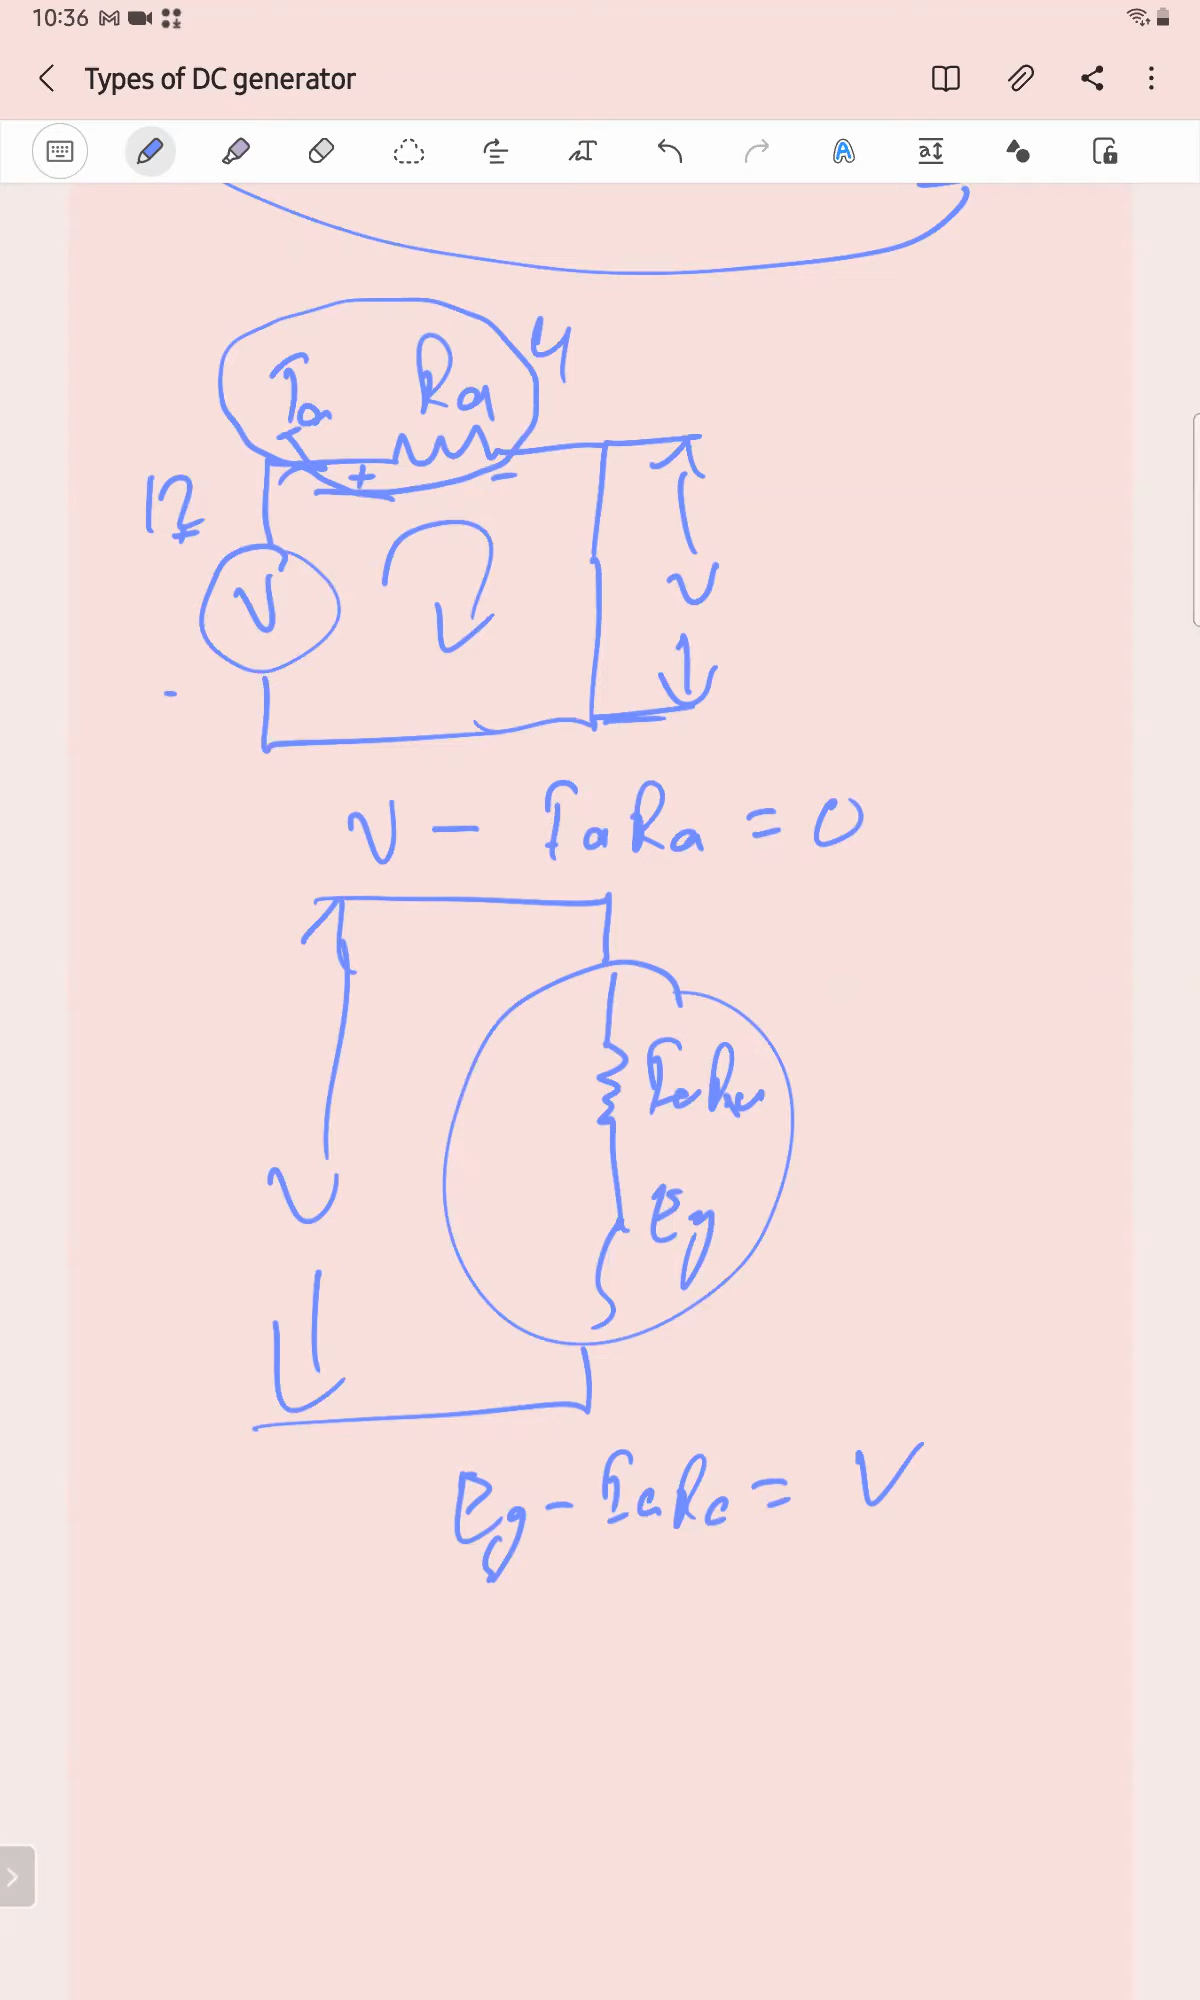 10:36
Types of DC generator
Ia Ra 4
12
+ -
V
V
-
V - IaRa = 0
IaRa
V
Eg
Eg - IaRa = V